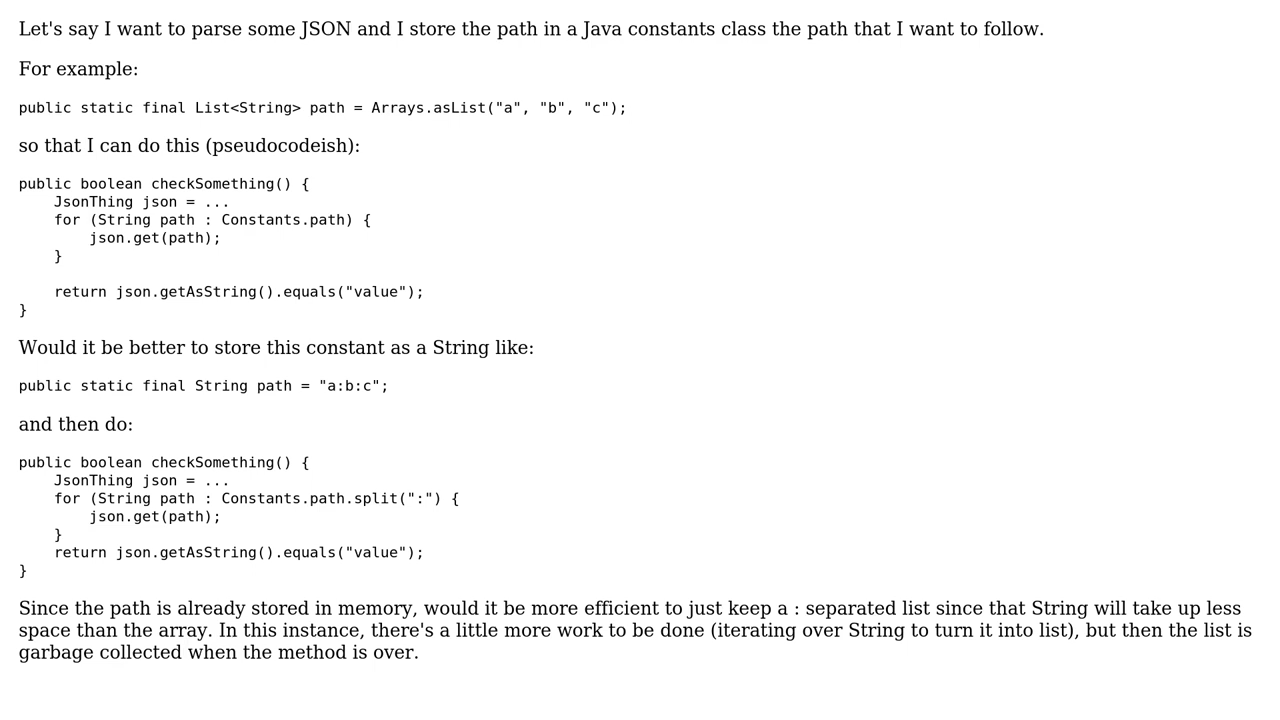 Let's say I want to parse some JSON and I store the path in a Java constants class the path that I want to follow.
For example:
public static final List<String> path = Arrays.asList("a", "b", "c");
so that I can do this (pseudocodeish):
public boolean checkSomething() {
    JsonThing json = ...
    for (String path : Constants.path) {
        json.get(path);
    }

    return json.getAsString().equals("value");
}
Would it be better to store this constant as a String like:
public static final String path = "a:b:c";
and then do:
public boolean checkSomething() {
    JsonThing json = ...
    for (String path : Constants.path.split(":") {
        json.get(path);
    }
    return json.getAsString().equals("value");
}
Since the path is already stored in memory, would it be more efficient to just keep a : separated list since that String will take up less
space than the array. In this instance, there's a little more work to be done (iterating over String to turn it into list), but then the list is
garbage collected when the method is over.